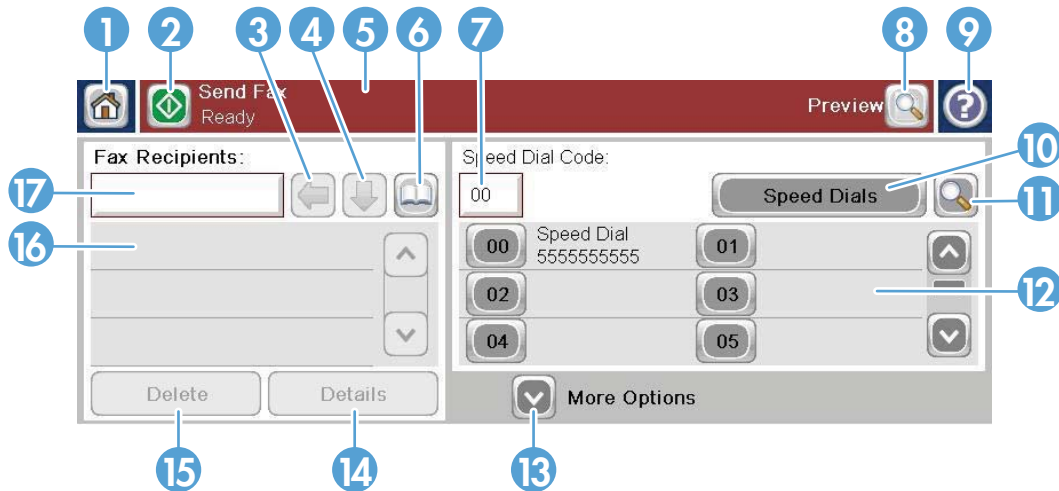 1 2 3 4 5 6 7 8 9
Send Fax
Ready
Preview
Fax Recipients:
Speed Dial Code:
10
17
00
Speed Dials
11
16
00 Speed Dial 01
5555555555
02 03
12
04 05
Delete Details
More Options
15 14 13